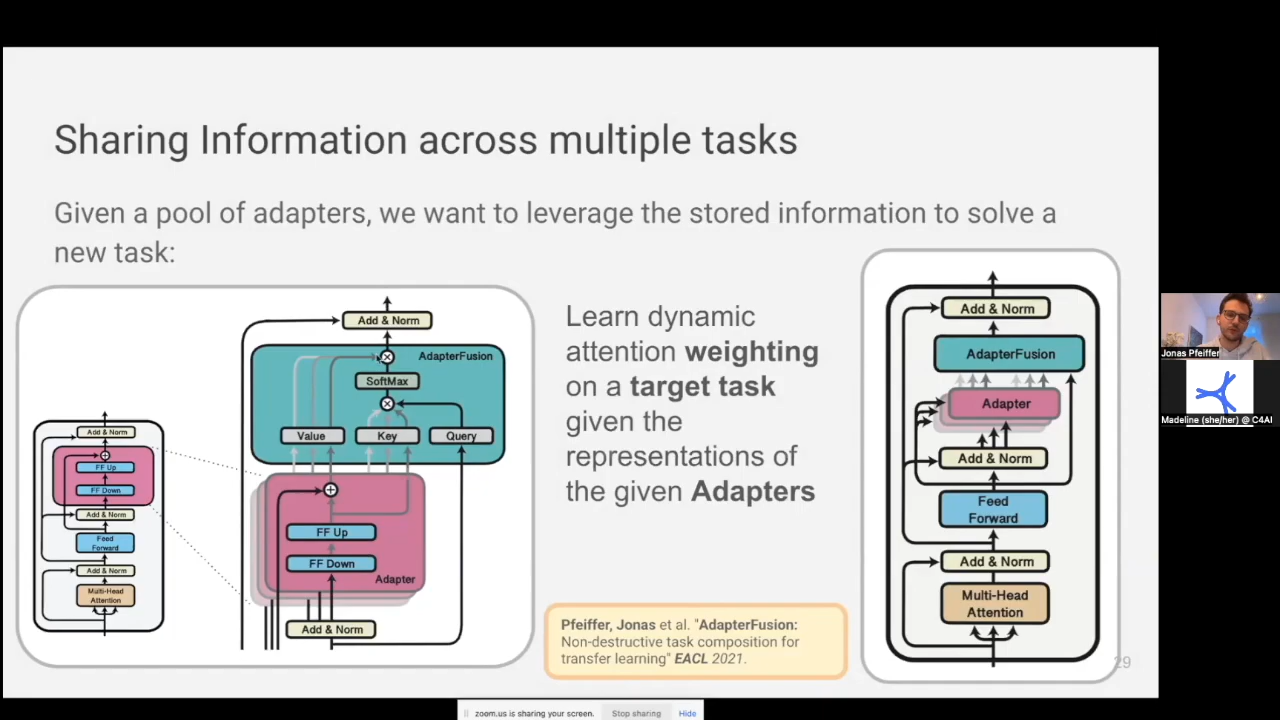 Sharing Information across multiple tasks
Given a pool of adapters, we want to leverage the stored information to solve a
new task:
Add & Norm
FF Up
FF Down
Add & Norm
Feed
Forward
Add & Norm
Multi-Head
Attention
Add & Norm
AdapterFusion
SoftMax
Value
Key
Query
FF Up
FF Down
Adapter
Add & Norm
Learn dynamic
attention weighting
on a target task
given the
representations of
the given Adapters
Pfeiffer, Jonas et al. "AdapterFusion:
Non-destructive task composition for
transfer learning" EACL 2021.
Add & Norm
AdapterFusion
Adapter
Add & Norm
Feed
Forward
Add & Norm
Multi-Head
Attention
29
Jonas Pfeiffer
Madeline (she/her) @ C4AI
zoom.us is sharing your screen.
Stop sharing
Hide